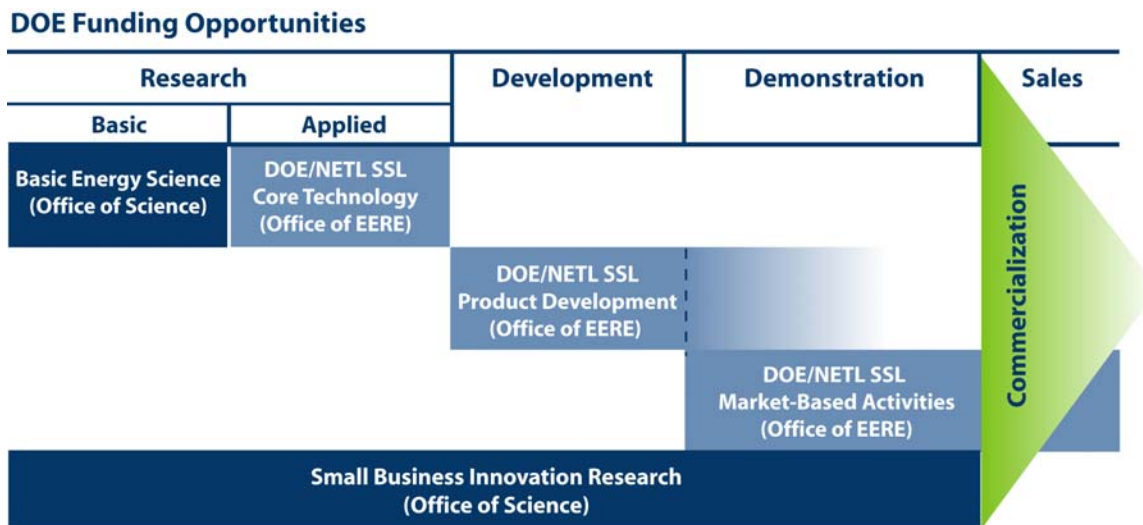 DOE Funding Opportunities
Research
Development
Demonstration
Sales
Basic
Applied
Basic Energy Science
(Office of Science)
DOE/NETL SSL
Core Technology
(Office of EERE)
DOE/NETL SSL
Product Development
(Office of EERE)
DOE/NETL SSL
Market-Based Activities
(Office of EERE)
Commercialization
Small Business Innovation Research
(Office of Science)